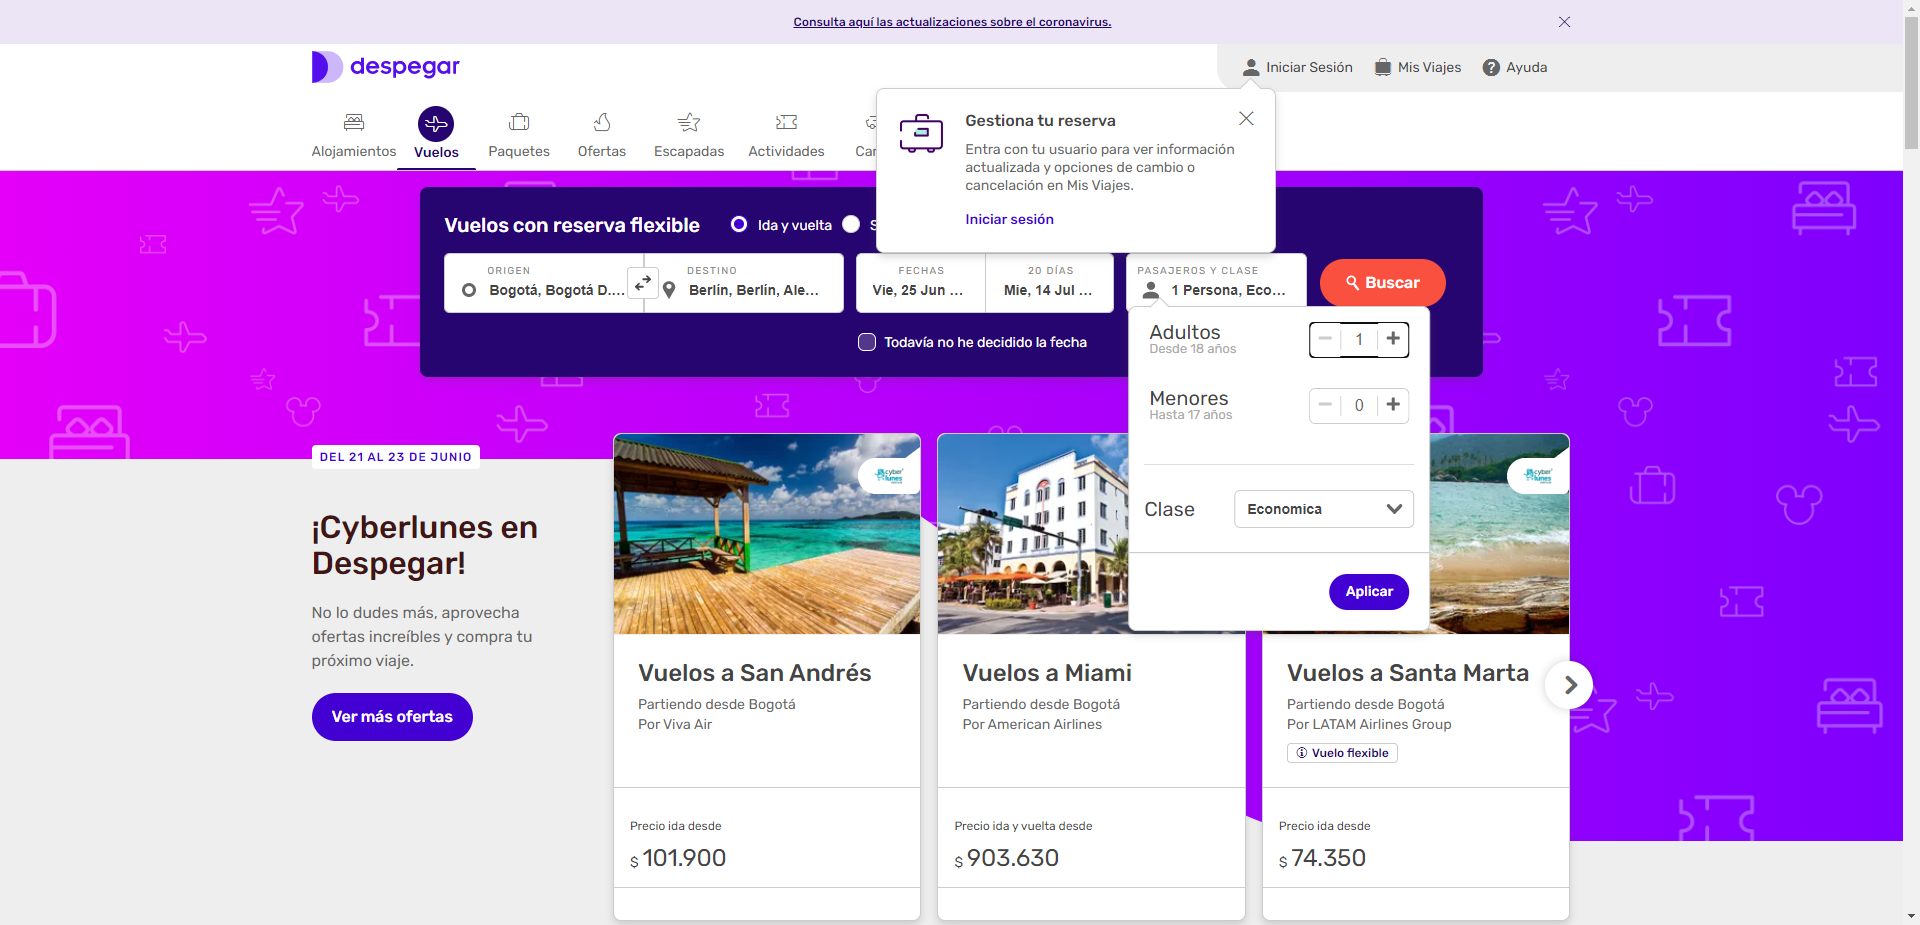 Consulta aquí las actualizaciones sobre el coronavirus.
despegar
Iniciar Sesión
Mis Viajes
Ayuda
Alojamientos
Vuelos
Paquetes
Ofertas
Escapadas
Actividades
Gestiona tu reserva
Entra con tu usuario para ver información
actualizada y opciones de cambio o
cancelación en Mis Viajes.
Iniciar sesión
Vuelos con reserva flexible
Ida y vuelta
ORIGEN
Bogotá, Bogotá D....
DESTINO
Berlín, Berlín, Ale...
FECHAS
Vie, 25 Jun ...
20 DÍAS
Mie, 14 Jul ...
PASAJEROS Y CLASE
1 Persona, Eco...
Buscar
Todavía no he decidido la fecha
Adultos
Desde 18 años
1
Menores
Hasta 17 años
0
Clase
Economica
Aplicar
DEL 21 AL 23 DE JUNIO
¡Cyberlunes en
Despegar!
No lo dudes más, aprovecha
ofertas increíbles y compra tu
próximo viaje.
Ver más ofertas
cyber
lunes
Vuelos a San Andrés
Partiendo desde Bogotá
Por Viva Air
Precio ida desde
$ 101.900
Vuelos a Miami
Partiendo desde Bogotá
Por American Airlines
Precio ida y vuelta desde
$ 903.630
cyber
lunes
Vuelos a Santa Marta
Partiendo desde Bogotá
Por LATAM Airlines Group
Vuelo flexible
Precio ida desde
$ 74.350